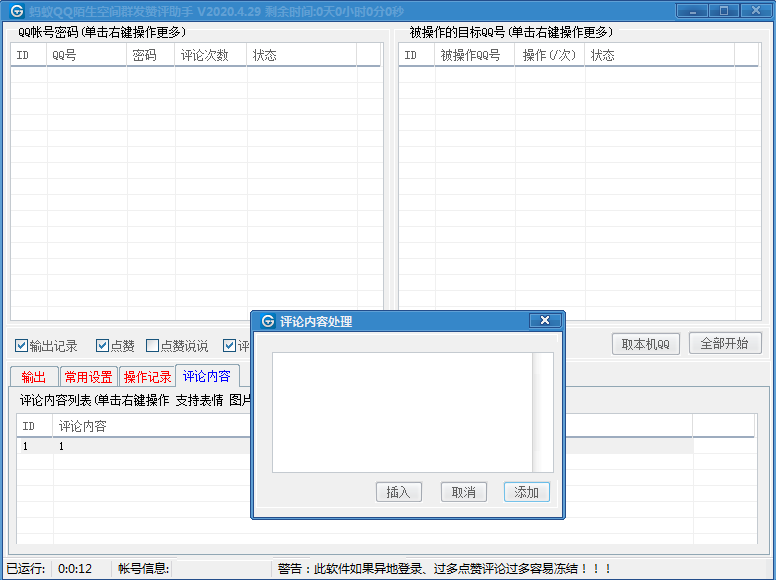 蚂蚁QQ陌生空间群发赞评助手 V2020.4.29 剩余时间:0天0小时0分0秒
QQ帐号密码(单击右键操作更多)
ID QQ号 密码 评论次数 状态
被操作的目标QQ号(单击右键操作更多)
ID 被操作QQ号 操作(/次) 状态
评论内容处理
插入 取消 添加
输出记录 点赞 点赞说说 评
取本机QQ 全部开始
输出 常用设置 操作记录 评论内容
评论内容列表(单击右键操作 支持表情 图片
ID 评论内容
1 1
已运行: 0:0:12 帐号信息: 警告：此软件如果异地登录、过多点赞评论过多容易冻结！！！